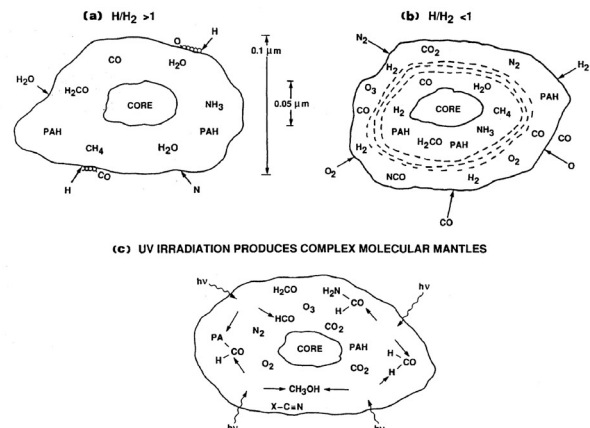 (a) H/H2 >1
(b) H/H2 <1
O
H
0.1 μm
CO
H2O
H2O
H2CO
CORE
0.05 μm
NH3
PAH
PAH
CH4
H2O
H
CO
N
N2
CO2
N2
H2
H2
O3
CO
H2O
PAH
CO
H2
CORE
CH4
PAH
NH3
CO
CO
H2CO
PAH
H2
O2
O
O2
NCO
H2
CO
(c) UV IRRADIATION PRODUCES COMPLEX MOLECULAR MANTLES
hν
H2CO
H2N
hν
O3
CO
HCO
H
CO2
N2
PA
CO
H
CORE
PAH
H
CO
H
O2
CO2
CH3OH
X-C≡N
hν
hν